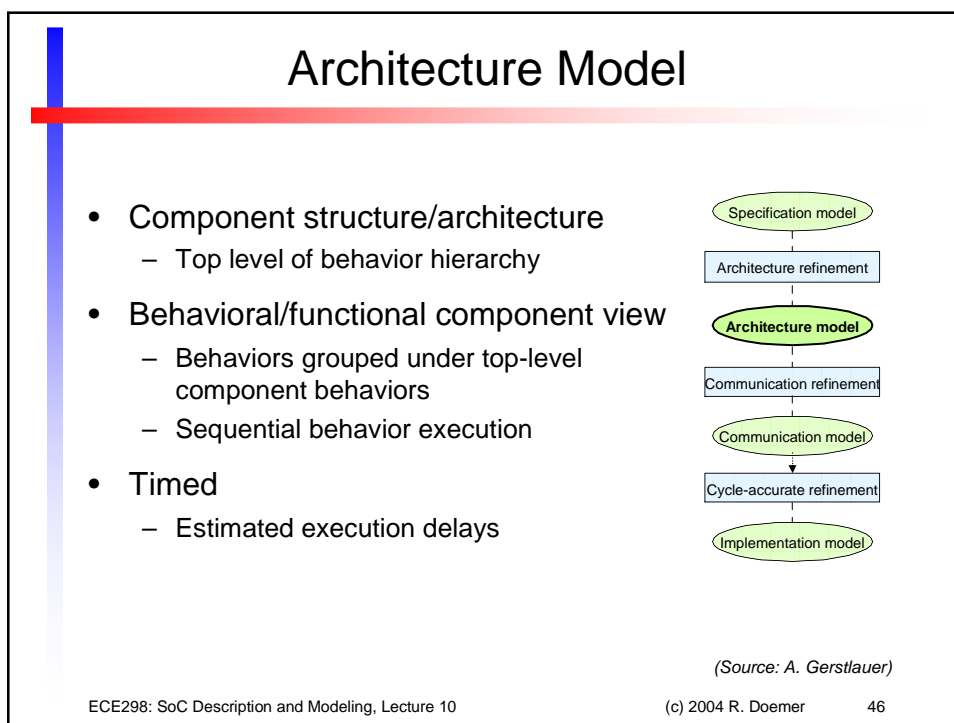 Architecture Model
• Component structure/architecture
– Top level of behavior hierarchy
• Behavioral/functional component view
– Behaviors grouped under top-level
component behaviors
– Sequential behavior execution
• Timed
– Estimated execution delays
Specification model
Architecture refinement
Architecture model
Communication refinement
Communication model
Cycle-accurate refinement
Implementation model
(Source: A. Gerstlauer)
ECE298: SoC Description and Modeling, Lecture 10 (c) 2004 R. Doemer 46